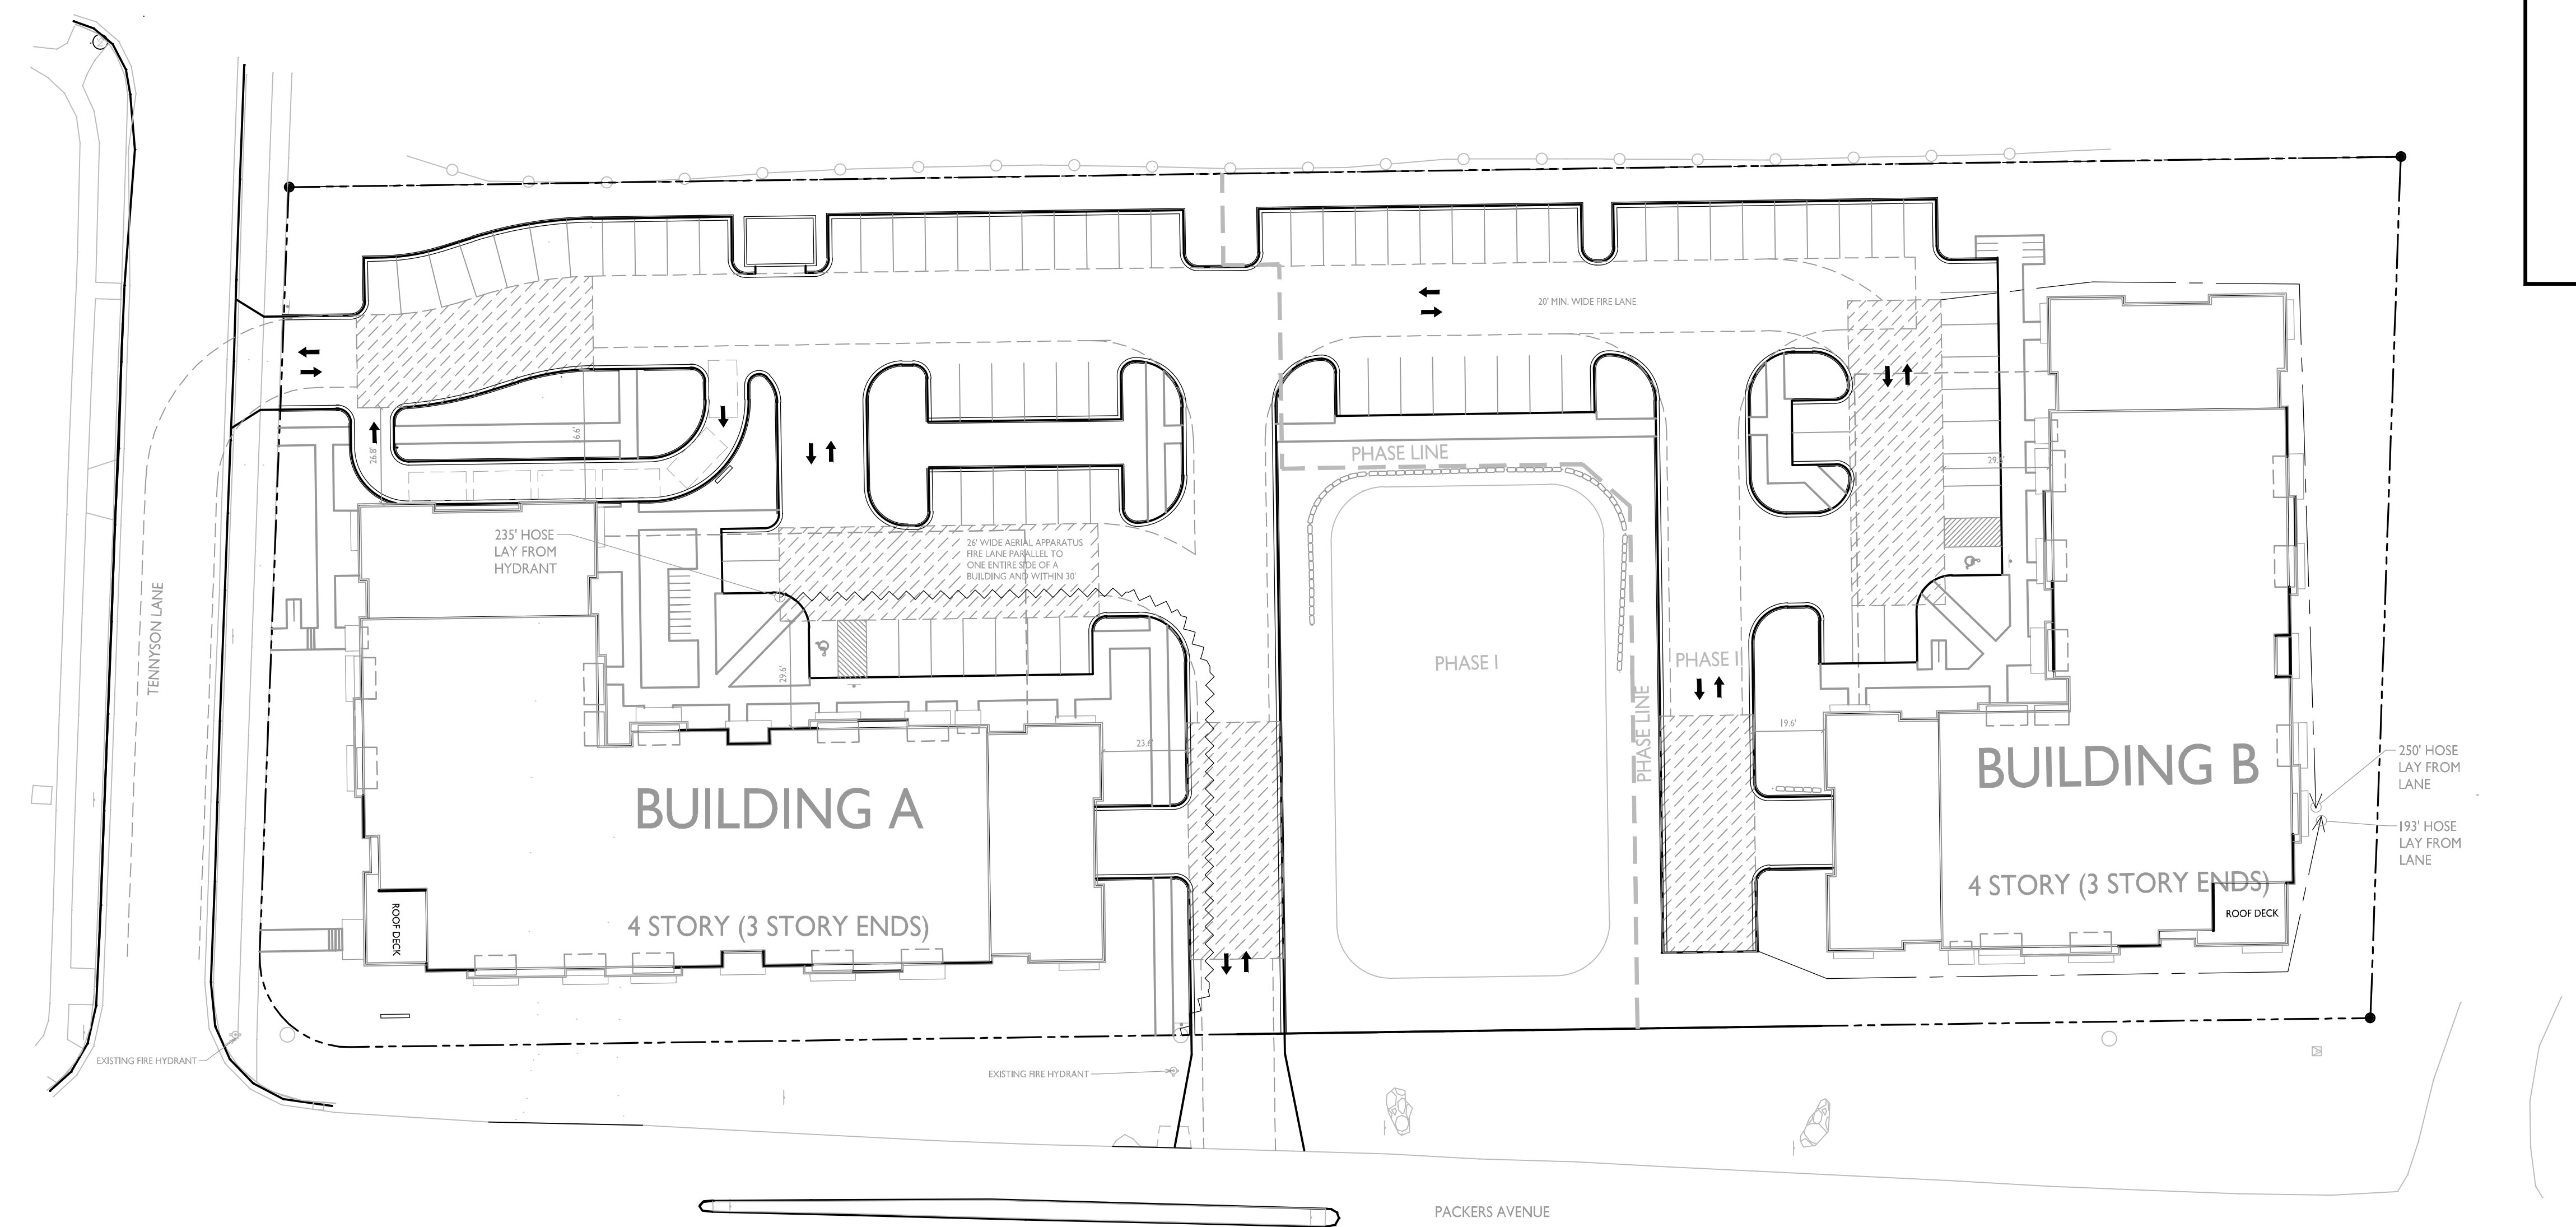 20' MIN. WIDE FIRE LANE
26.8'
26.6'
29.6'
PHASE LINE
235' HOSE
LAY FROM
HYDRANT
26' WIDE AERIAL APPARATUS
FIRE LANE PARALLEL TO
ONE ENTIRE SIDE OF A
BUILDING AND WITHIN 30'
TENNYSON LANE
PHASE I
PHASE I
PHASE LINE
23.6'
19.6'
BUILDING A
BUILDING B
250' HOSE
LAY FROM
LANE
193' HOSE
LAY FROM
LANE
4 STORY (3 STORY ENDS)
4 STORY (3 STORY ENDS)
ROOF DECK
ROOF DECK
EXISTING FIRE HYDRANT
EXISTING FIRE HYDRANT
PACKERS AVENUE